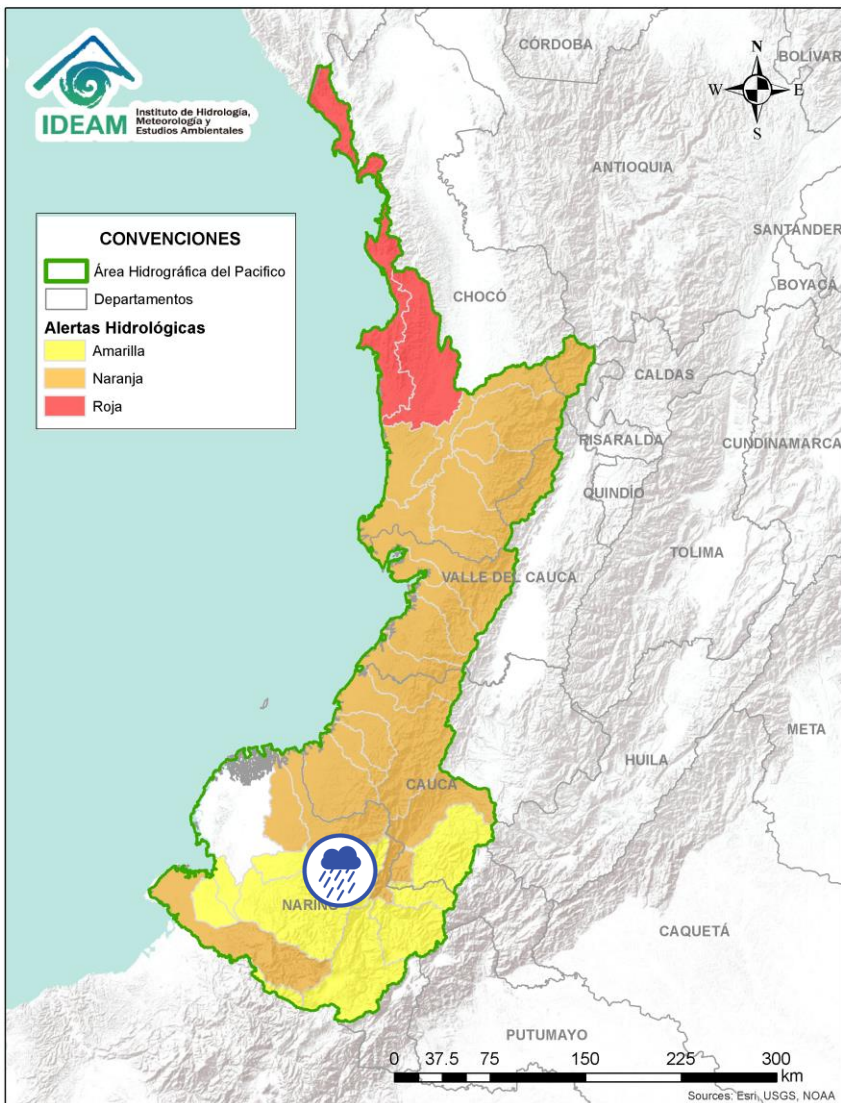 IDEAM
Instituto de Hidrología,
Meteorología y
Estudios Ambientales
CÓRDOBA
BOLÍVAR
N
W
E
S
ANTIOQUIA
SANTANDER
BOYACÁ
CONVENCIONES
Área Hidrográfica del Pacifico
Departamentos
Alertas Hidrológicas
Amarilla
Naranja
Roja
CHOCÓ
CALDAS
RISARALDA
CUNDINAMARCA
QUINDÍO
TOLIMA
VALLE DEL CAUCA
META
HUILA
CAUCA
NARIÑO
CAQUETÁ
PUTUMAYO
0 37.5 75 150 225 300
km
Sources: Esri, USGS, NOAA